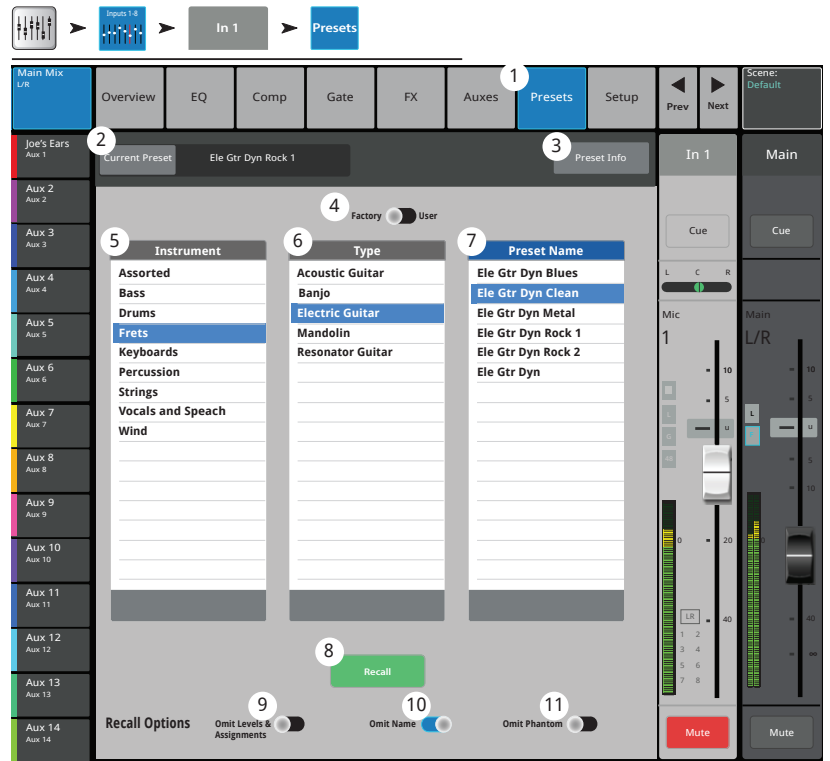 Inputs 1-8
In 1
Presets
Main Mix
L/R
Overview
EQ
Comp
Gate
FX
Auxes
1
Presets
Setup
Prev
Next
Scene:
Default
Joe's Ears
Aux 1
Aux 2
Aux 2
Aux 3
Aux 3
Aux 4
Aux 4
Aux 5
Aux 5
Aux 6
Aux 6
Aux 7
Aux 7
Aux 8
Aux 8
Aux 9
Aux 9
Aux 10
Aux 10
Aux 11
Aux 11
Aux 12
Aux 12
Aux 13
Aux 13
Aux 14
Aux 14
2
Current Preset
Ele Gtr Dyn Rock 1
3
Preset Info
4
Factory
User
5
Instrument
Assorted
Bass
Drums
Frets
Keyboards
Percussion
Strings
Vocals and Speach
Wind
6
Type
Acoustic Guitar
Banjo
Electric Guitar
Mandolin
Resonator Guitar
7
Preset Name
Ele Gtr Dyn Blues
Ele Gtr Dyn Clean
Ele Gtr Dyn Metal
Ele Gtr Dyn Rock 1
Ele Gtr Dyn Rock 2
Ele Gtr Dyn
8
Recall
Recall Options
9
Omit Levels &
Assignments
10
Omit Name
11
Omit Phantom
In 1
Cue
L C R
Mic
1
10
5
U
L
48
0
20
LR
40
1 2
3 4
5 6
7 8
Mute
Main
Cue
Main
L/R
10
5
L
U
5
10
0
40
∞
Mute